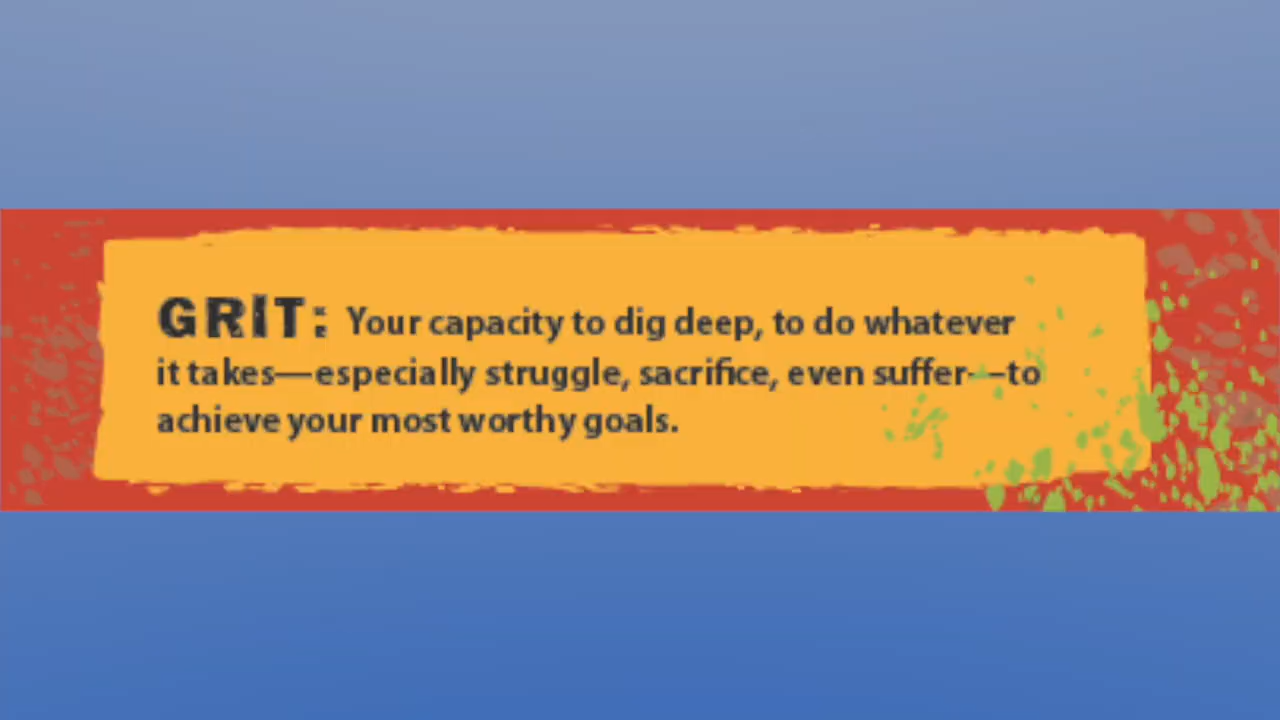 GRIT: Your capacity to dig deep, to do whatever
it takes—especially struggle, sacrifice, even suffer—to
achieve your most worthy goals.